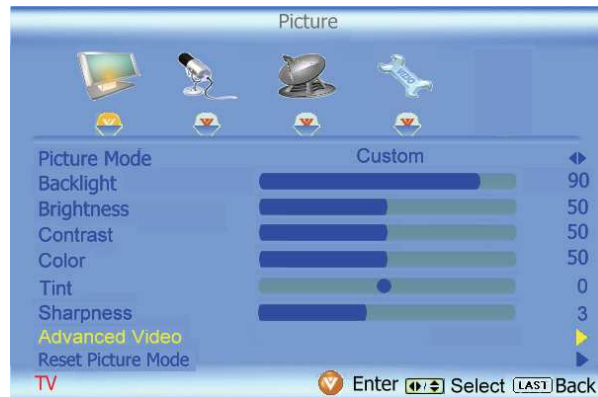 Picture
VIZIO
Picture Mode Custom
Backlight 90
Brightness 50
Contrast 50
Color 50
Tint 0
Sharpness 3
Advanced Video
Reset Picture Mode
TV V Enter Select LAST Back